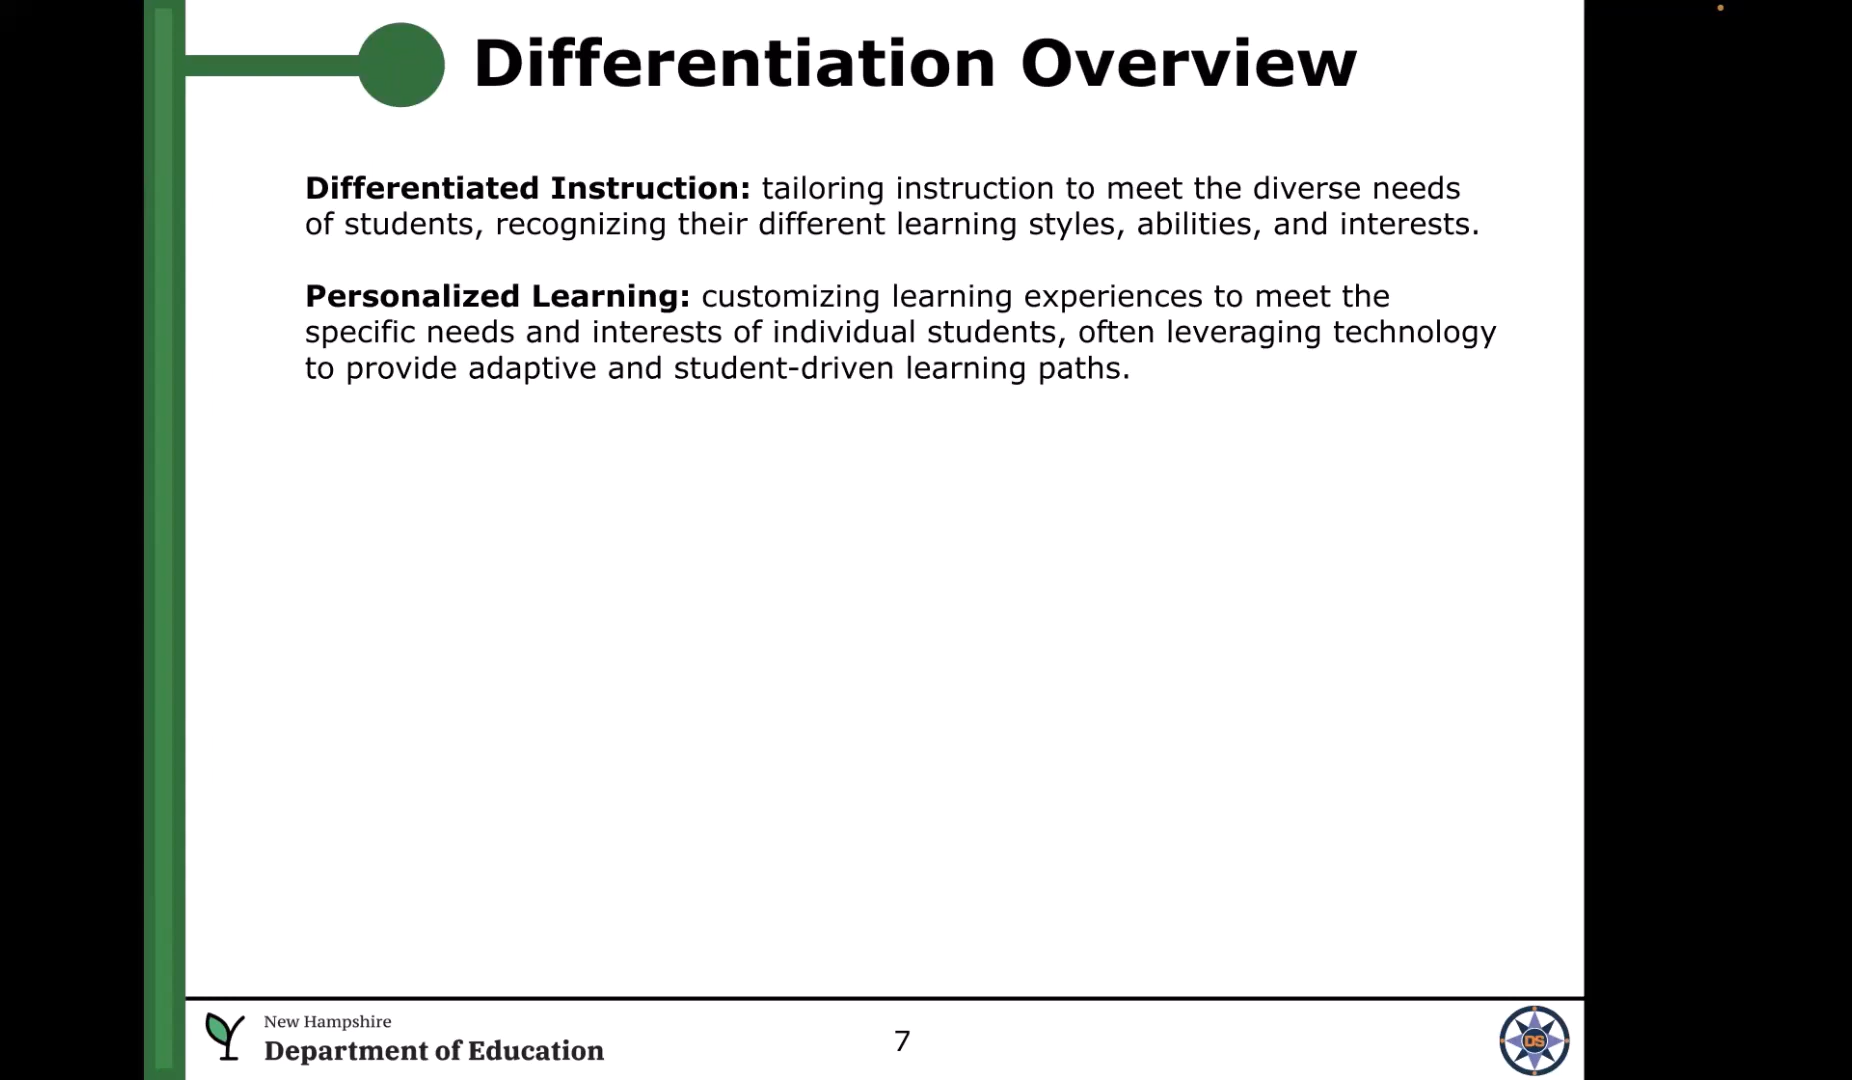 Differentiation Overview
Differentiated Instruction: tailoring instruction to meet the diverse needs
of students, recognizing their different learning styles, abilities, and interests.
Personalized Learning: customizing learning experiences to meet the
specific needs and interests of individual students, often leveraging technology
to provide adaptive and student-driven learning paths.
New Hampshire
Department of Education
7
DS